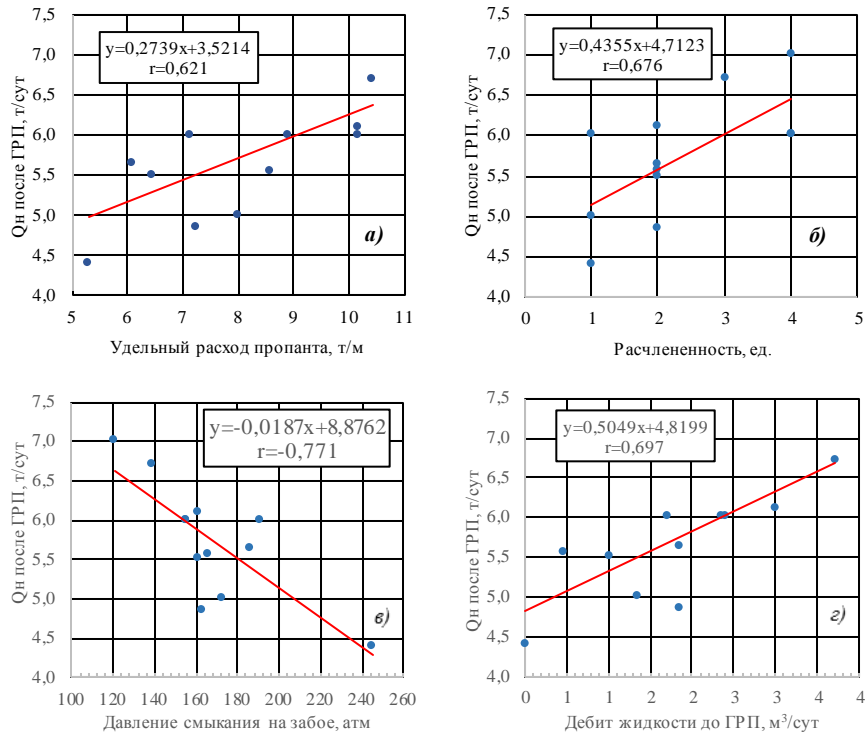 7,5
7,0
6,5
6,0
5,5
5,0
4,5
4,0
Qн после ГРП, т/сут
y=0,2739x+3,5214
r=0,621
а)
5 6 7 8 9 10 11
Удельный расход пропанта, т/м
7,5
7,0
6,5
6,0
5,5
5,0
4,5
4,0
Qн после ГРП, т/сут
y=0,4355x+4,7123
r=0,676
б)
0 1 2 3 4 5
Расчлененность, ед.
7,5
7,0
6,5
6,0
5,5
5,0
4,5
4,0
Qн после ГРП, т/сут
y=-0,0187x+8,8762
r=-0,771
в)
100 120 140 160 180 200 220 240 260
Давление смыкания на забое, атм
7,5
7,0
6,5
6,0
5,5
5,0
4,5
4,0
Qн после ГРП, т/сут
y=0,5049x+4,8199
r=0,697
г)
0 1 1 2 2 3 3 4 4
Дебит жидкости до ГРП, м³/сут